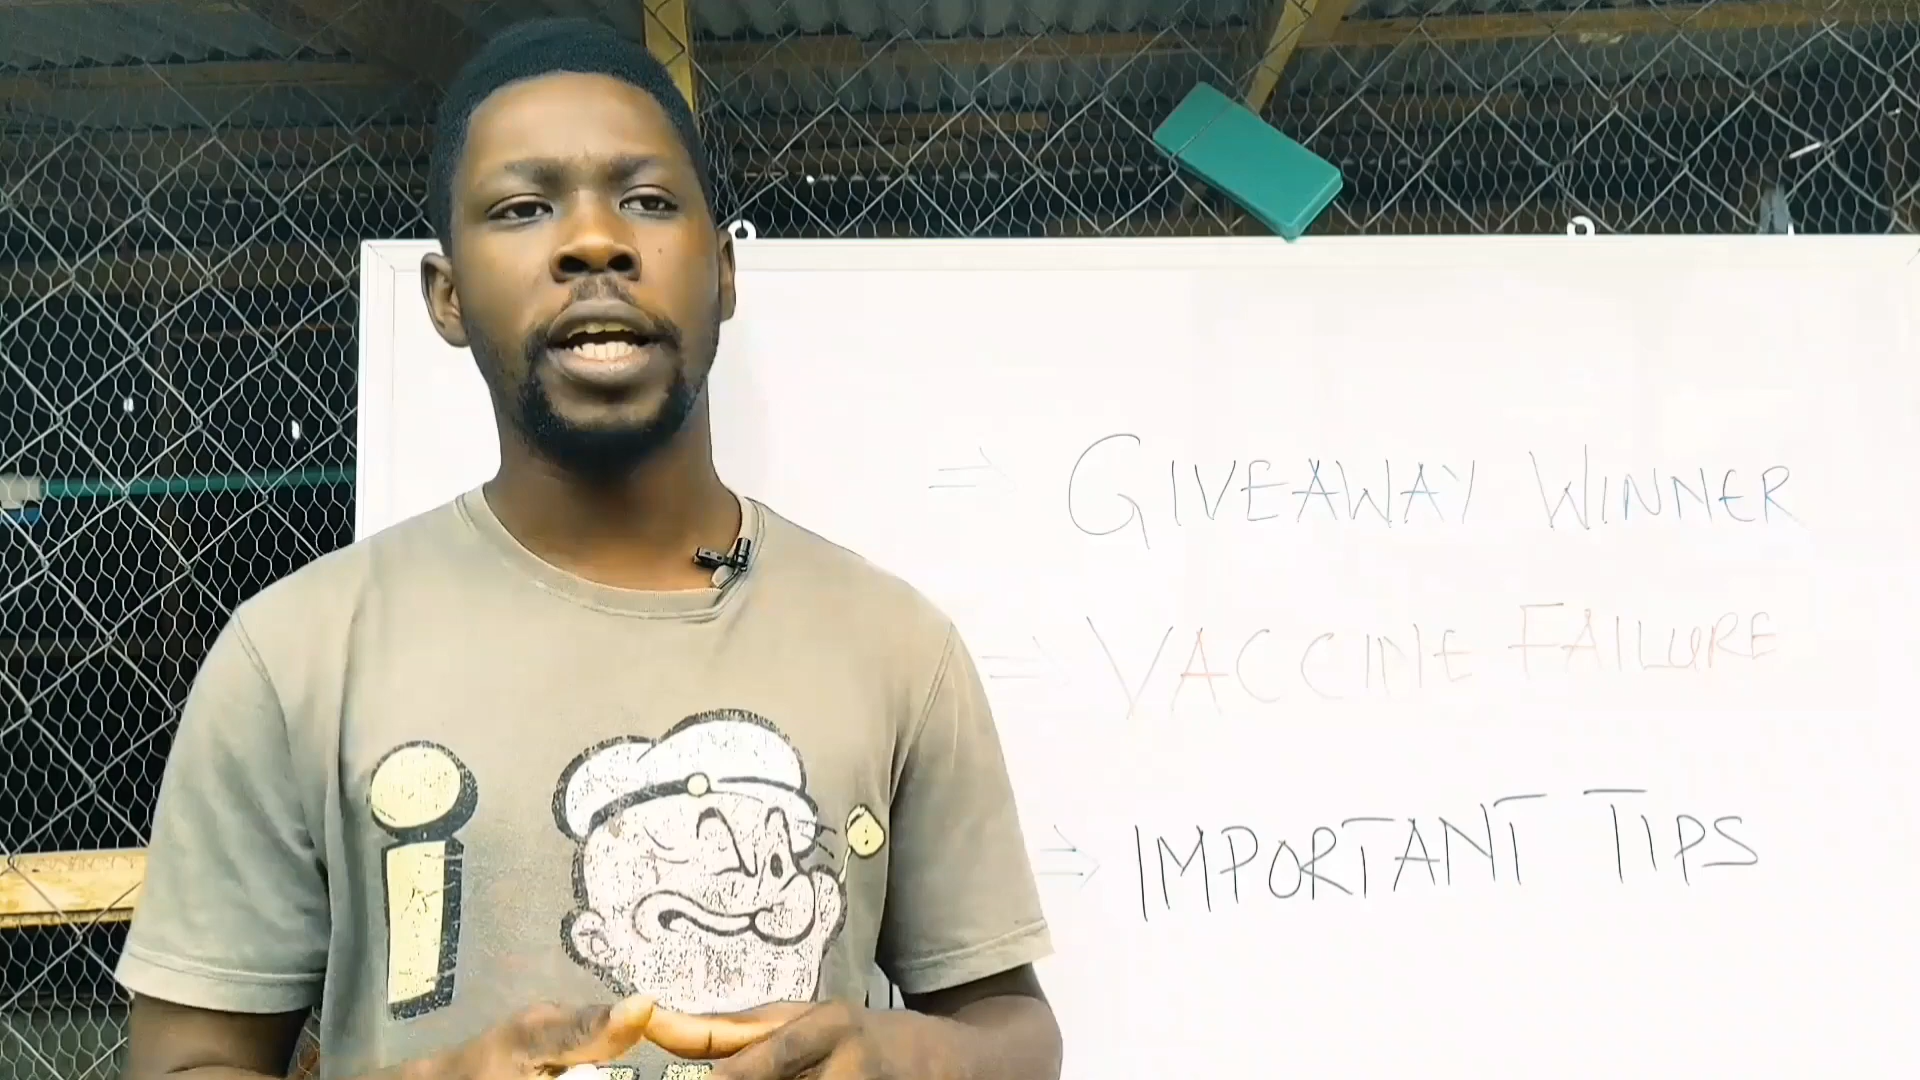 ⇒ GIVEAWAY WINNER
⇒ VACCINE FAILURE
⇒ IMPORTANT TIPS
i